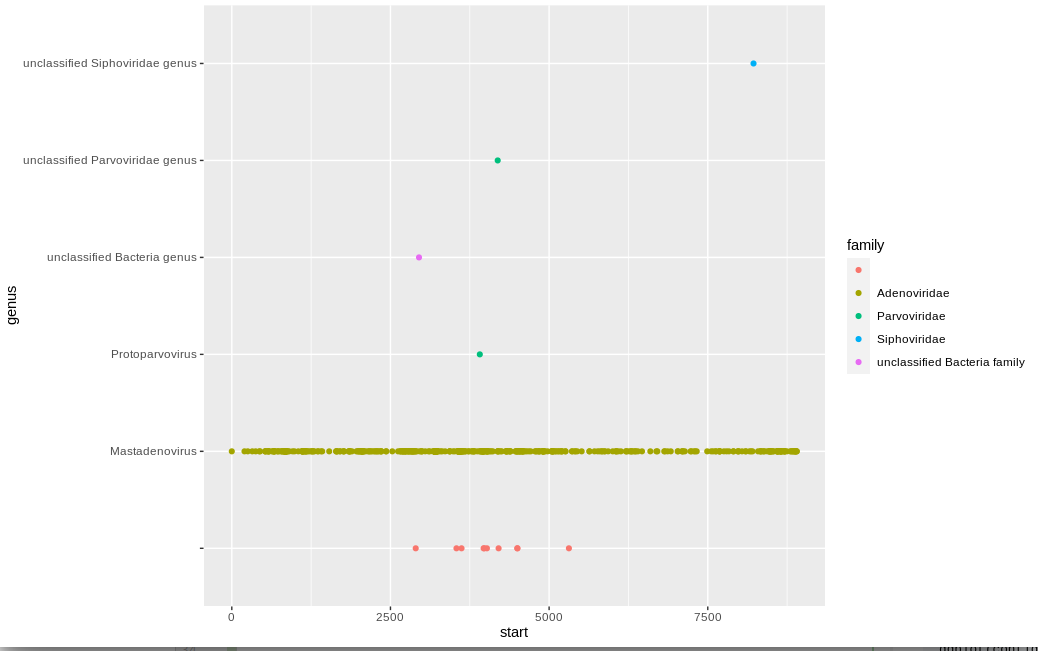 unclassified Siphoviridae genus
unclassified Parvoviridae genus
unclassified Bacteria genus
Protoparvovirus
Mastadenovirus
genus
0 2500 5000 7500
start
family
Adenoviridae
Parvoviridae
Siphoviridae
unclassified Bacteria family